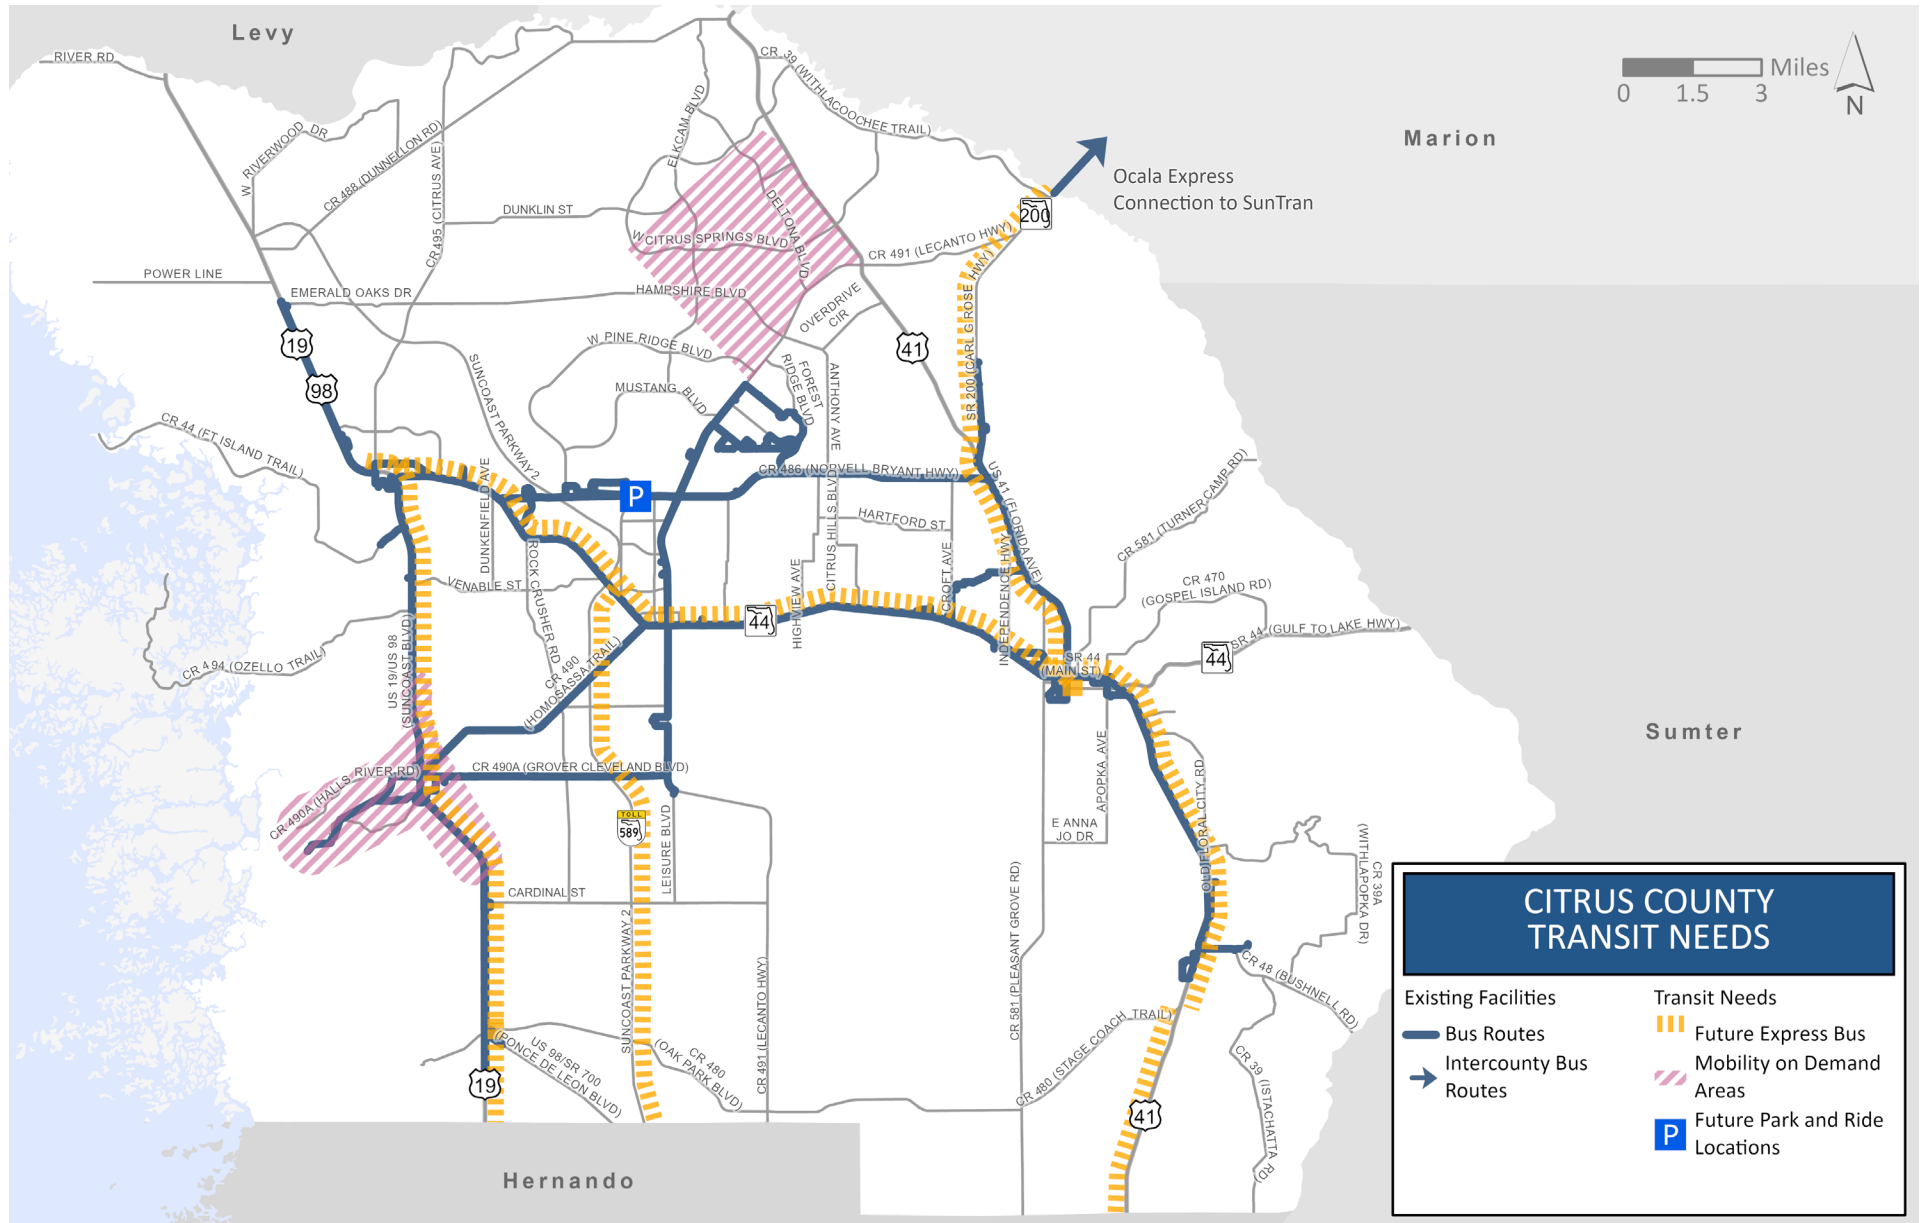 Levy
RIVER RD
CR 39 (WITHLACOOCHEE TRAIL)
Miles
0 1.5 3
N
Marion
W RIVERWOOD DR
CR 488 (DUNNELLON RD)
CR 495 (CITRUS AVE)
ELKCAM BLVD
Ocala Express
Connection to SunTran
200
DUNKLIN ST
DELTONA BLVD
W CITRUS SPRINGS BLVD
CR 491 (LECANTO HWY)
POWER LINE
EMERALD OAKS DR
HAMPSHIRE BLVD
OVERDRIVE
CIR
SR 200 (CARL GROSE HWY)
19
41
98
W PINE RIDGE BLVD
SUNCOAST PARKWAY 2
MUSTANG BLVD
FOREST
RIDGE BLVD
ANTHONY AVE
CR 44 (FT ISLAND TRAIL)
CR 486 (NORVELL BRYANT HWY)
US 41 (FLORIDA AVE)
CR 581 (TURNER CAMP RD)
P
DUNKENFIELD AVE
HARTFORD ST
CITRUS HILLS BLVD
VENABLE ST
ROCK CRUSHER RD
HIGHVIEW AVE
CROFT AVE
INDEPENDENCE HWY
CR 470
(GOSPEL ISLAND RD)
44
SR 44 (GULF TO LAKE HWY)
44
SR 44
(MAIN ST)
CR 494 (OZELLO TRAIL)
US 19/US 98
(SUNCOAST BLVD)
CR 490
(HOMOSASSA TRAIL)
Sumter
CR 490A (HALLS RIVER RD)
CR 490A (GROVER CLEVELAND BLVD)
APOPKA AVE
OLD FLORAL CITY RD
TOLL
589
LEISURE BLVD
E ANNA
JO DR
CR 39A
(WITHLAPOPKA DR)
CARDINAL ST
CR 581 (PLEASANT GROVE RD)
SUNCOAST PARKWAY 2
CR 491 (LECANTO HWY)
CR 48 (BUSHNELL RD)
US 98/SR 700
(PONCE DE LEON BLVD)
CR 480
(OAK PARK BLVD)
CR 480 (STAGE COACH TRAIL)
CR 39 (ISTACHATTA RD)
19
41
Hernando
CITRUS COUNTY
TRANSIT NEEDS
Existing Facilities
Bus Routes
Intercounty Bus
Routes
Transit Needs
Future Express Bus
Mobility on Demand
Areas
P
Future Park and Ride
Locations